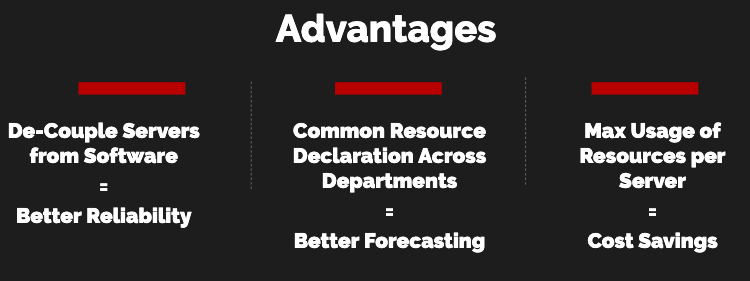 Advantages
De-Couple Servers
from Software
=
Better Reliability
Common Resource
Declaration Across
Departments
=
Better Forecasting
Max Usage of
Resources per
Server
=
Cost Savings